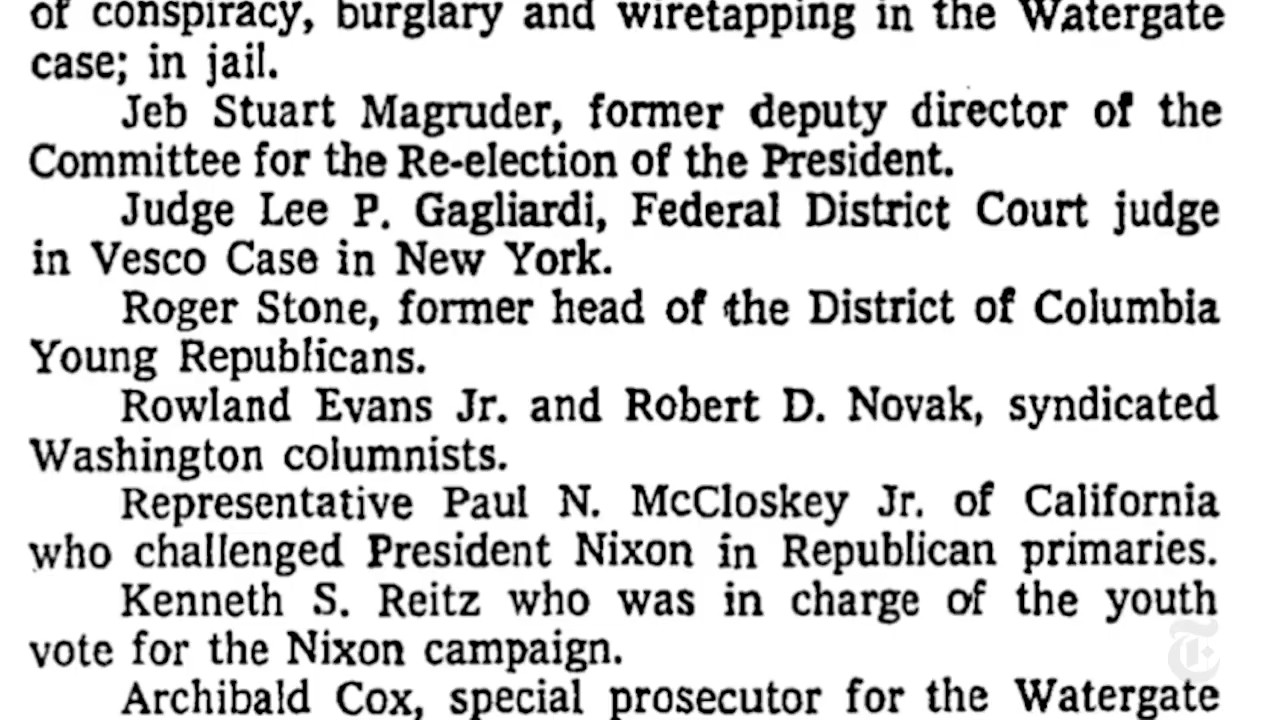 of conspiracy, burglary and wiretapping in the Watergate
case; in jail.
Jeb Stuart Magruder, former deputy director of the
Committee for the Re-election of the President.
Judge Lee P. Gagliardi, Federal District Court judge
in Vesco Case in New York.
Roger Stone, former head of the District of Columbia
Young Republicans.
Rowland Evans Jr. and Robert D. Novak, syndicated
Washington columnists.
Representative Paul N. McCloskey Jr. of California
who challenged President Nixon in Republican primaries.
Kenneth S. Reitz who was in charge of the youth
vote for the Nixon campaign.
Archibald Cox, special prosecutor for the Watergate
T